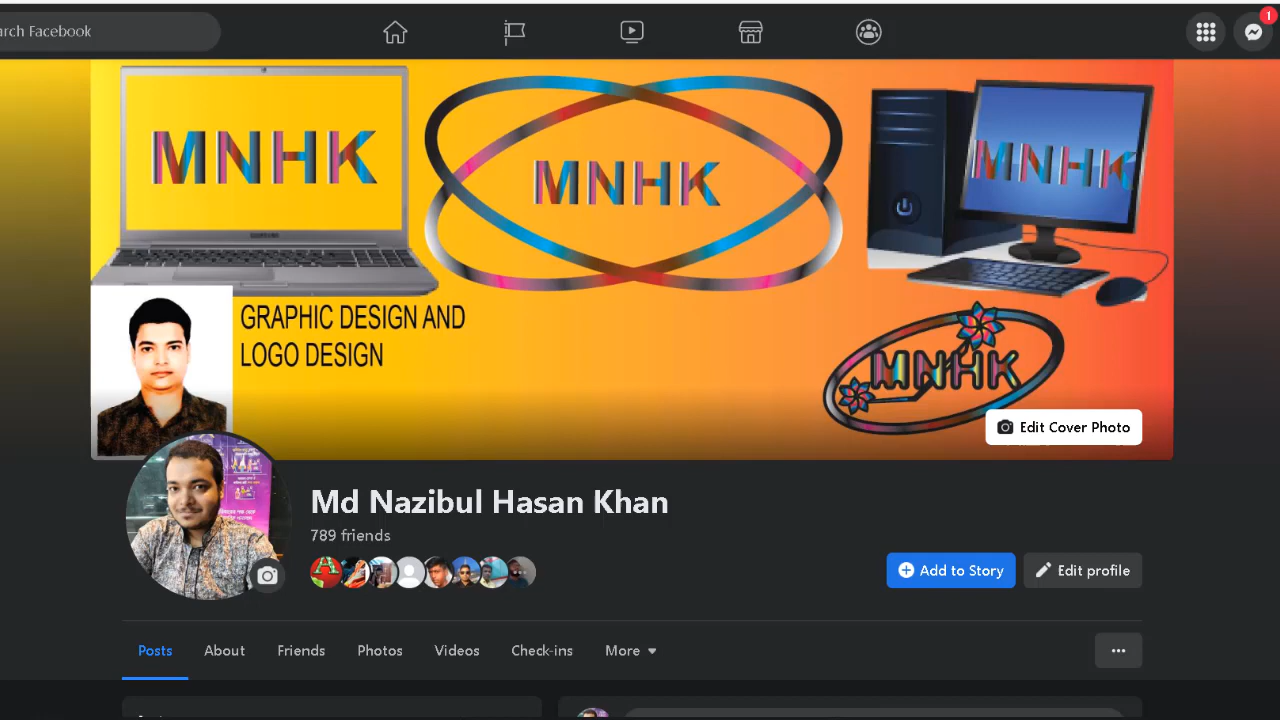 rch Facebook
1
MNHK
MNHK
MNHK
GRAPHIC DESIGN AND
LOGO DESIGN
MNHK
Edit Cover Photo
Md Nazibul Hasan Khan
789 friends
Add to Story
Edit profile
Posts
About
Friends
Photos
Videos
Check-ins
More